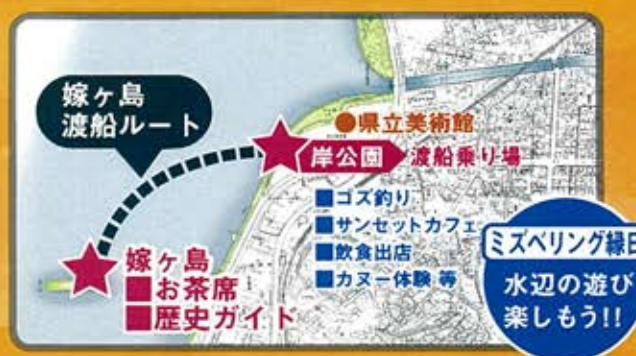 嫁ヶ島
渡船ルート
●県立美術館
岸公園 渡船乗り場
■ゴズ釣り
■サンセットカフェ
■飲食出店
■カヌー体験 等
嫁ヶ島
■お茶席
■歴史ガイド
ミズベリング縁日
水辺の遊び
楽しもう!!